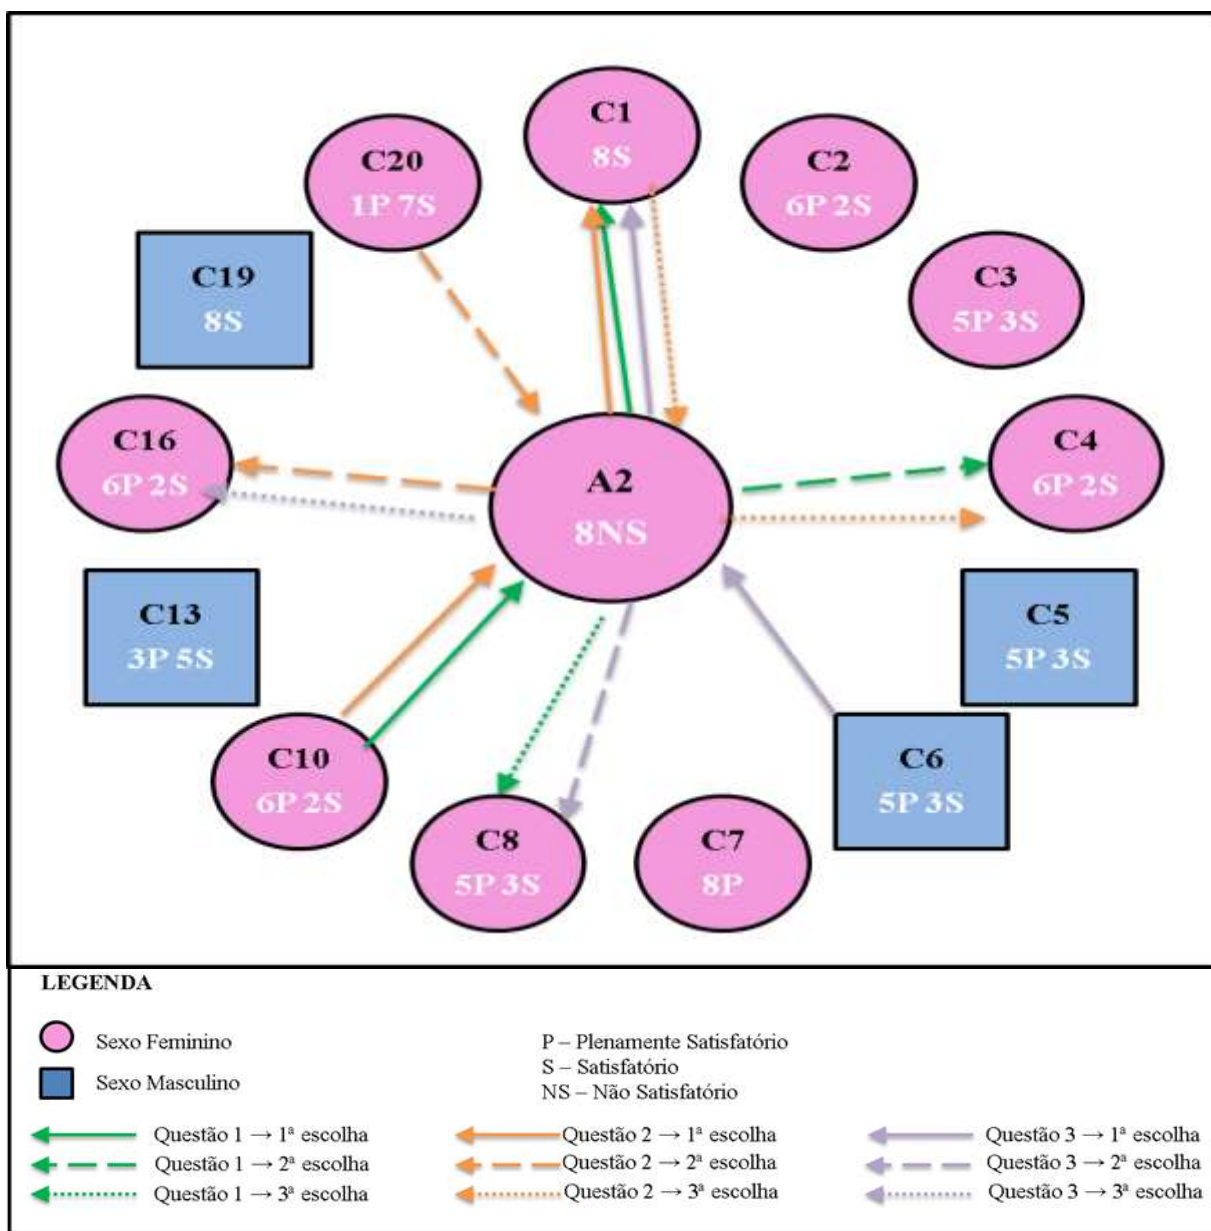 C1
8S
C20
1P 7S
C2
6P 2S
C19
8S
C3
5P 3S
C16
6P 2S
C4
6P 2S
A2
8NS
C13
3P 5S
C5
5P 3S
C10
6P 2S
C6
5P 3S
C8
5P 3S
C7
8P
LEGENDA
Sexo Feminino
Sexo Masculino
P – Plenamente Satisfatório
S – Satisfatório
NS – Não Satisfatório
Questão 1 → 1ª escolha
Questão 1 → 2ª escolha
Questão 1 → 3ª escolha
Questão 2 → 1ª escolha
Questão 2 → 2ª escolha
Questão 2 → 3ª escolha
Questão 3 → 1ª escolha
Questão 3 → 2ª escolha
Questão 3 → 3ª escolha